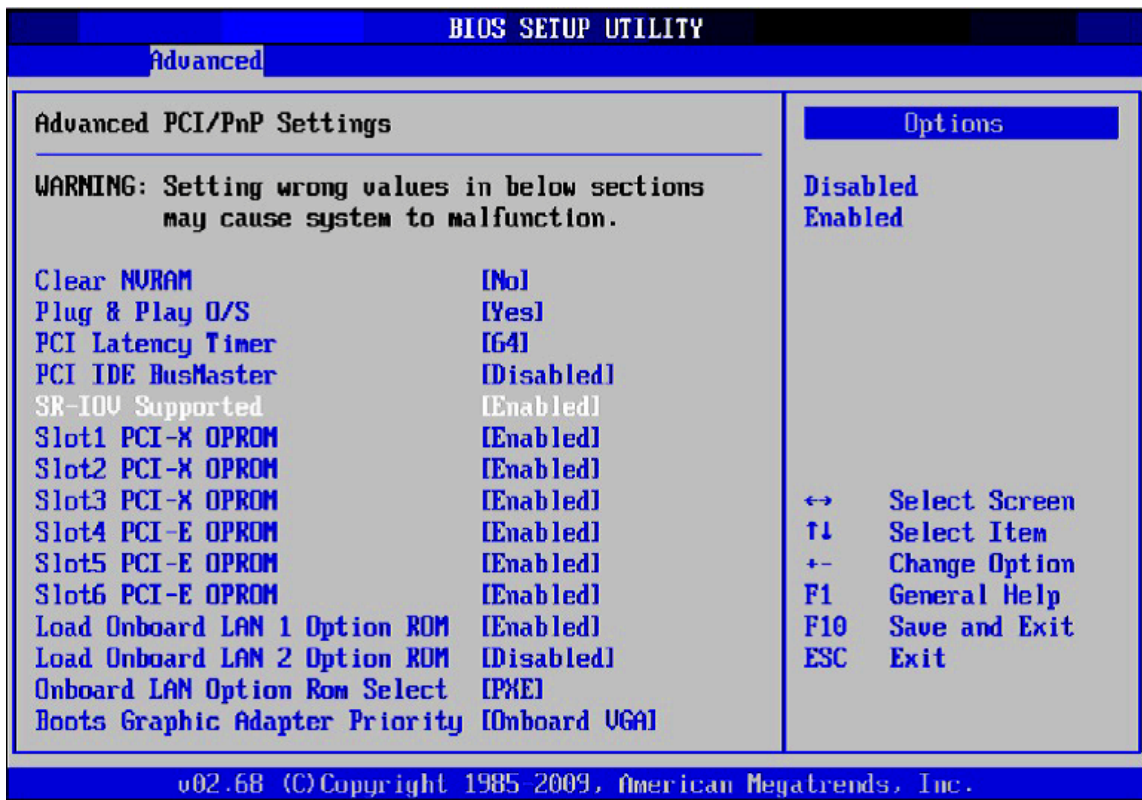 BIOS SETUP UTILITY
Advanced
Advanced PCI/PnP Settings
WARNING: Setting wrong values in below sections
may cause system to malfunction.
Clear NVRAM [No]
Plug & Play O/S [Yes]
PCI Latency Timer [64]
PCI IDE BusMaster [Disabled]
SR-IOV Supported [Enabled]
Slot1 PCI-X OPROM [Enabled]
Slot2 PCI-X OPROM [Enabled]
Slot3 PCI-X OPROM [Enabled]
Slot4 PCI-E OPROM [Enabled]
Slot5 PCI-E OPROM [Enabled]
Slot6 PCI-E OPROM [Enabled]
Load Onboard LAN 1 Option ROM [Enabled]
Load Onboard LAN 2 Option ROM [Disabled]
Onboard LAN Option Rom Select [PXE]
Boots Graphic Adapter Priority [Onboard VGA]
Options
Disabled
Enabled
↔ Select Screen
↑↓ Select Item
+- Change Option
F1 General Help
F10 Save and Exit
ESC Exit
v02.68 (C)Copyright 1985-2009, American Megatrends, Inc.